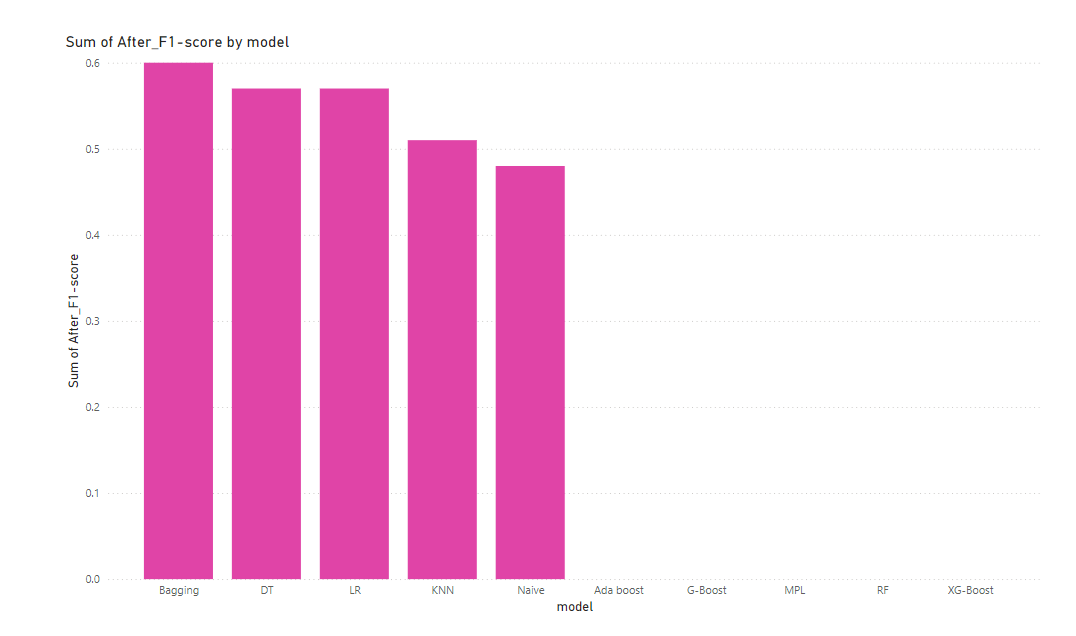 Sum of After_F1-score by model
Sum of After_F1-score
0.6
0.5
0.4
0.3
0.2
0.1
0.0
Bagging DT LR KNN Naive Ada boost G-Boost MPL RF XG-Boost
model